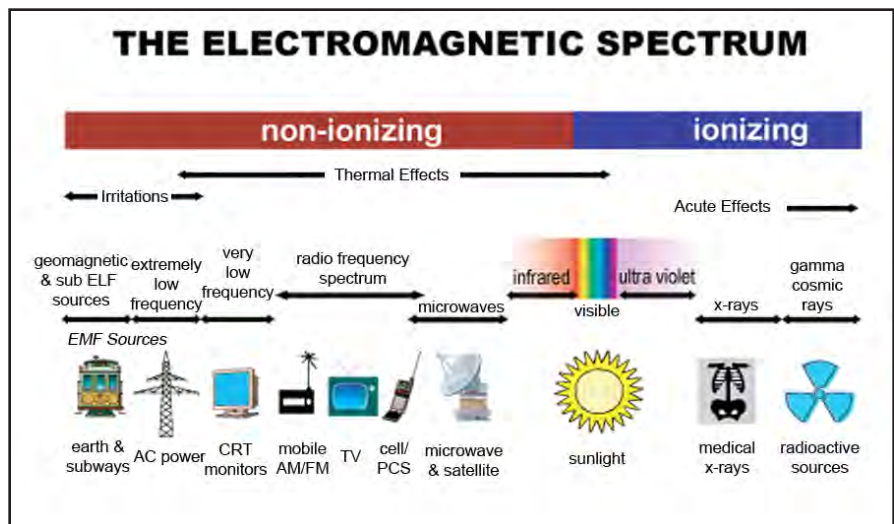 THE ELECTROMAGNETIC SPECTRUM
non-ionizing
ionizing
Thermal Effects
Irritations
Acute Effects
geomagnetic
& sub ELF
sources
extremely
low
frequency
very
low
frequency
radio frequency
spectrum
microwaves
infrared
visible
ultra violet
x-rays
gamma
cosmic
rays
EMF Sources
earth &
subways
AC power
CRT
monitors
mobile
AM/FM
TV
cell/
PCS
microwave
& satellite
sunlight
medical
x-rays
radioactive
sources